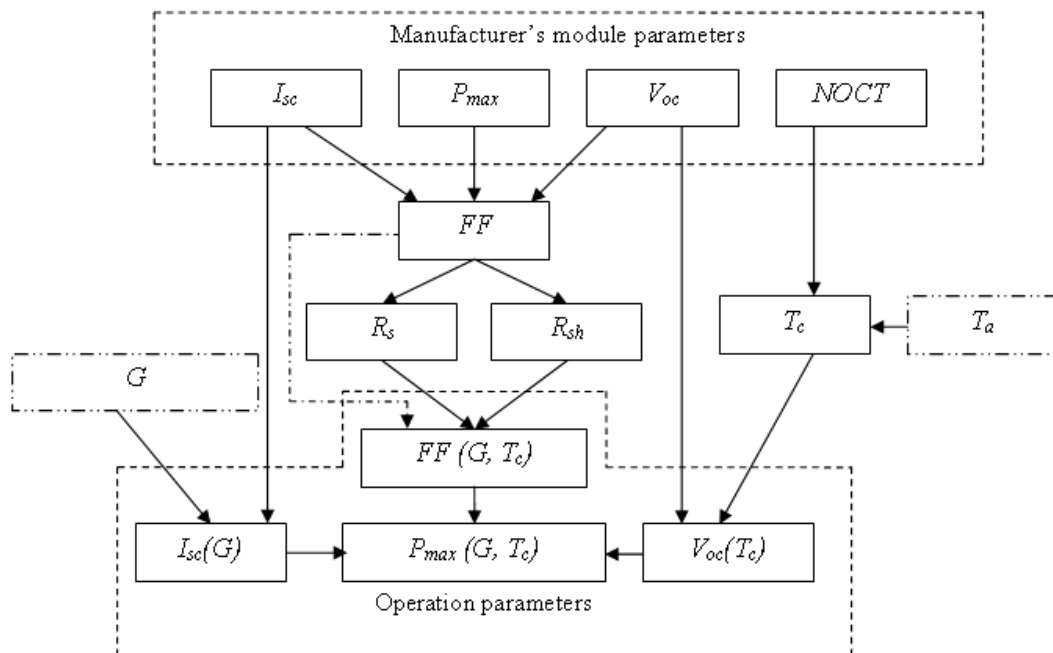 Manufacturer's module parameters
Isc
Pmax
Voc
NOCT
FF
Rs
Rsh
Tc
Ta
G
FF (G, Tc)
Isc(G)
Pmax (G, Tc)
Voc(Tc)
Operation parameters